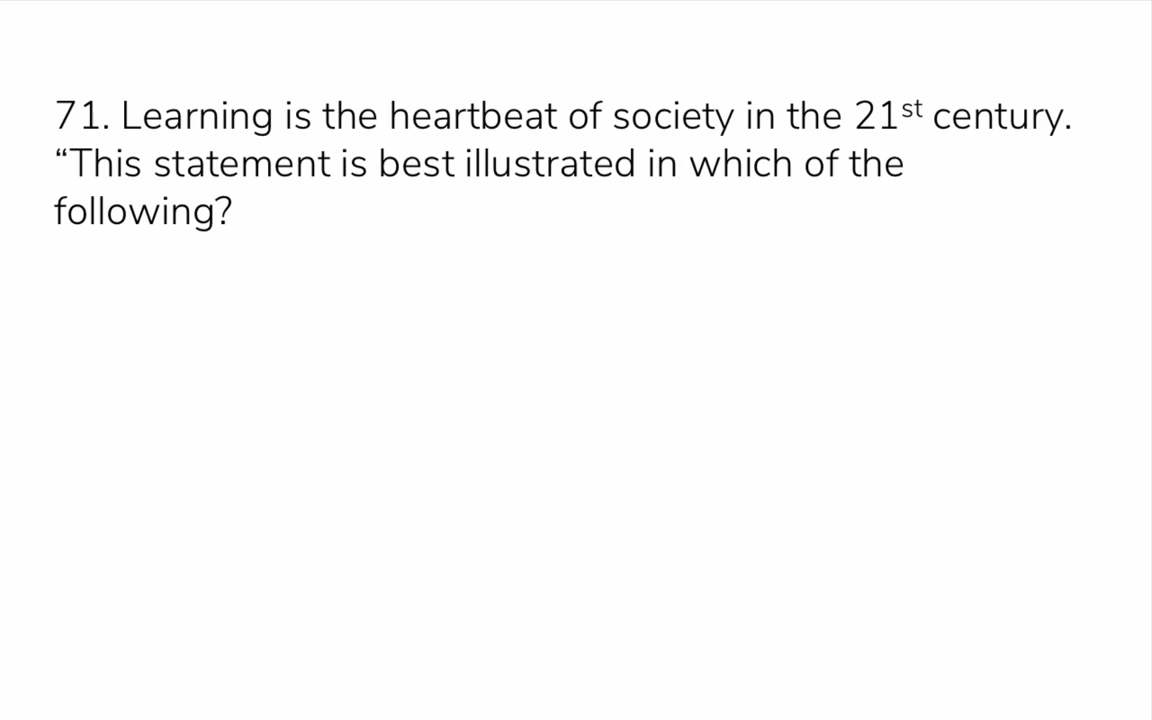 71. Learning is the heartbeat of society in the 21st century.
“This statement is best illustrated in which of the
following?